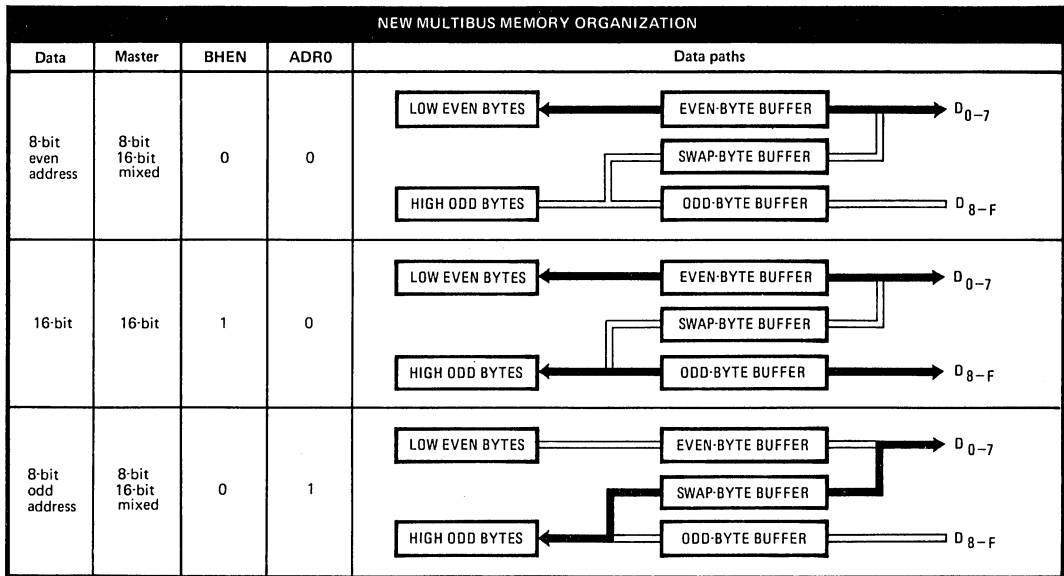 NEW MULTIBUS MEMORY ORGANIZATION
Data Master BHEN ADR0 Data paths
LOW EVEN BYTES EVEN-BYTE BUFFER D0–7
8-bit even address 8-bit 16-bit mixed 0 0 SWAP-BYTE BUFFER
HIGH ODD BYTES ODD-BYTE BUFFER D8–F
LOW EVEN BYTES EVEN-BYTE BUFFER D0–7
16-bit 16-bit 1 0 SWAP-BYTE BUFFER
HIGH ODD BYTES ODD-BYTE BUFFER D8–F
LOW EVEN BYTES EVEN-BYTE BUFFER D0–7
8-bit odd address 8-bit 16-bit mixed 0 1 SWAP-BYTE BUFFER
HIGH ODD BYTES ODD-BYTE BUFFER D8–F